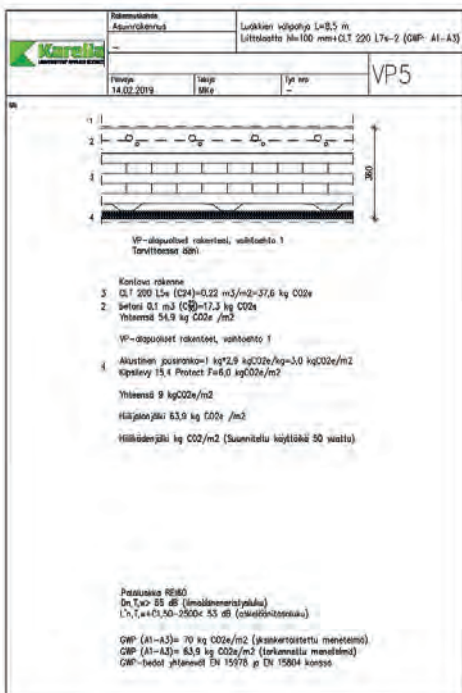 Karelia
Rakennuskohde
Asuinrakennus
–
Luokkien välipohja L=8,5 m
Liittolaatta hl=100 mm+CLT 220 L7s-2 (GWP: A1-A3)
Päiväys
14.02.2019
Tekijä
MKe
Työ nro
–
VP5
1
2
3
4
360
VP-alapuoliset rakenteet, vaihtoehto 1
Tarvittaessa ääni
Kantava rakenne
3 CLT 200 L5s (C24)=0,22 m3/m2=37,6 kg CO2e
2 betoni 0,1 m3 =17,3 kg CO2e
Yhteensä 54,9 kg CO2e /m2
VP-alapuoliset rakenteet, vaihtoehto 1
4 Akustinen jousiranka=1 kg*2,9 kgCO2e/kg=3,0 kgCO2e/m2
Kipsilevy 15,4 Protect F=6,0 kgCO2e/m2
Yhteensä 9 kgCO2e/m2
Hiilijalanjälki 63,9 kg CO2e /m2
Hiilikädenjälki kg CO2/m2 (Suunniteltu käyttöikä 50 vuotta)
Paloluokka REI60
Dn,T,w> 55 dB (ilmaääneneristysluku)
L'n,T,w+CI,50-2500< 53 dB (askeläänitasoluku)
GWP (A1-A3)= 70 kg CO2e/m2 (yksinkertaistettu menetelmä)
GWP (A1-A3)= 63,9 kg CO2e/m2 (tarkennettu menetelmä)
GWP-tiedot yhtenevät EN 15978 ja EN 15804 kanssa